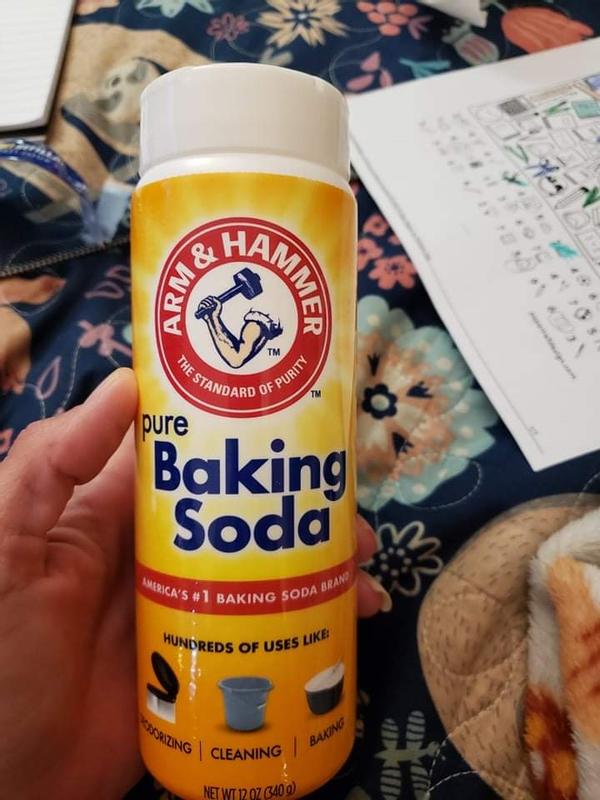 ARM & HAMMER
TM
THE STANDARD OF PURITY
TM
pure
Baking
Soda
AMERICA'S #1 BAKING SODA BRAND
HUNDREDS OF USES LIKE:
CLEANING | BAKING
NET WT 12 OZ (340 g)